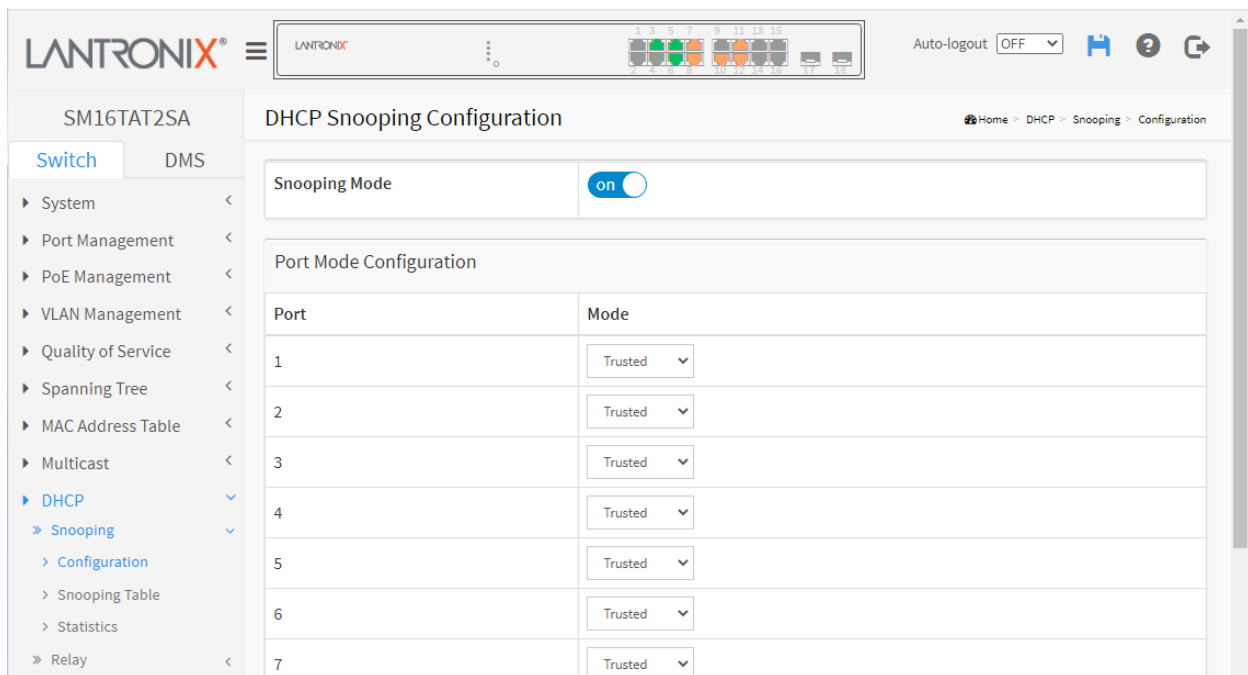 LANTRONIX®
LANTRONIX
1 3 5 7 9 11 13 15
2 4 6 8 10 12 14 16 17 18
Auto-logout OFF
SM16TAT2SA
DHCP Snooping Configuration
Home > DHCP > Snooping > Configuration
Switch DMS
System
Port Management
PoE Management
VLAN Management
Quality of Service
Spanning Tree
MAC Address Table
Multicast
DHCP
Snooping
Configuration
Snooping Table
Statistics
Relay
Snooping Mode on
Port Mode Configuration
Port Mode
1 Trusted
2 Trusted
3 Trusted
4 Trusted
5 Trusted
6 Trusted
7 Trusted